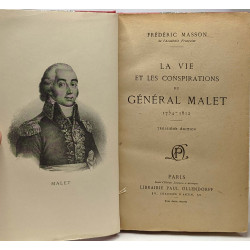 MALET
FRÉDÉRIC MASSON
de l'Académie Française
LA VIE
ET LES CONSPIRATIONS
DU
GÉNÉRAL MALET
1754-1812
TROISIÈME ÉDITION
PARIS
LIBRAIRIE PAUL OLLENDORFF